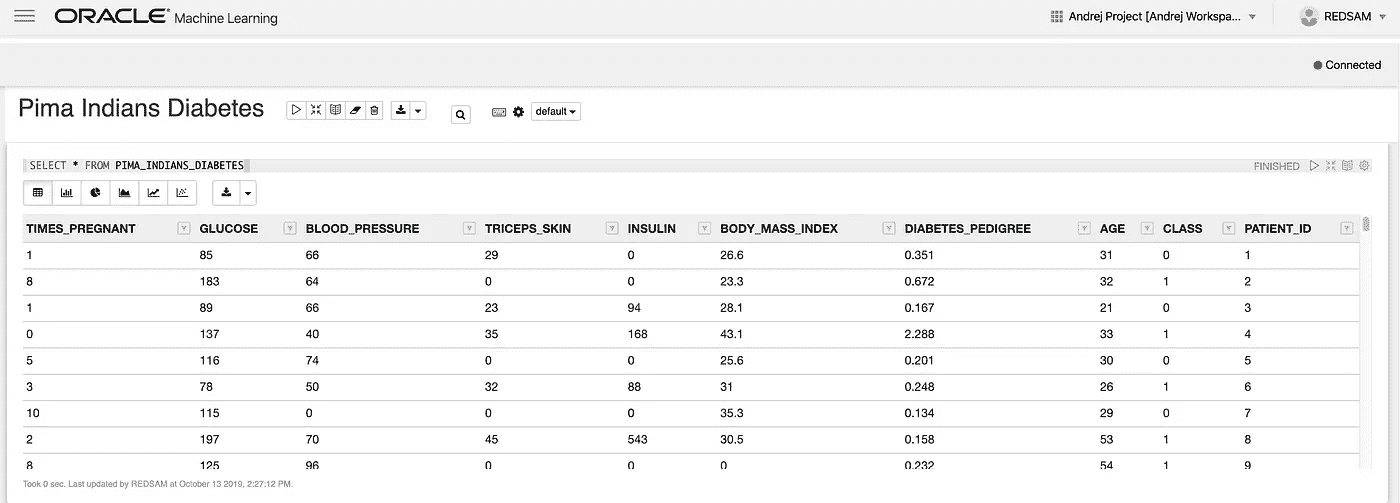 ORACLE® Machine Learning Andrej Project [Andrej Workspa... REDSAM
Connected
Pima Indians Diabetes default
SELECT * FROM PIMA_INDIANS_DIABETES FINISHED
TIMES_PREGNANT GLUCOSE BLOOD_PRESSURE TRICEPS_SKIN INSULIN BODY_MASS_INDEX DIABETES_PEDIGREE AGE CLASS PATIENT_ID
1 85 66 29 0 26.6 0.351 31 0 1
8 183 64 0 0 23.3 0.672 32 1 2
1 89 66 23 94 28.1 0.167 21 0 3
0 137 40 35 168 43.1 2.288 33 1 4
5 116 74 0 0 25.6 0.201 30 0 5
3 78 50 32 88 31 0.248 26 1 6
10 115 0 0 0 35.3 0.134 29 0 7
2 197 70 45 543 30.5 0.158 53 1 8
8 125 96 0 0 0 0.232 54 1 9
Took 0 sec. Last updated by REDSAM at October 13 2019, 2:27:12 PM.